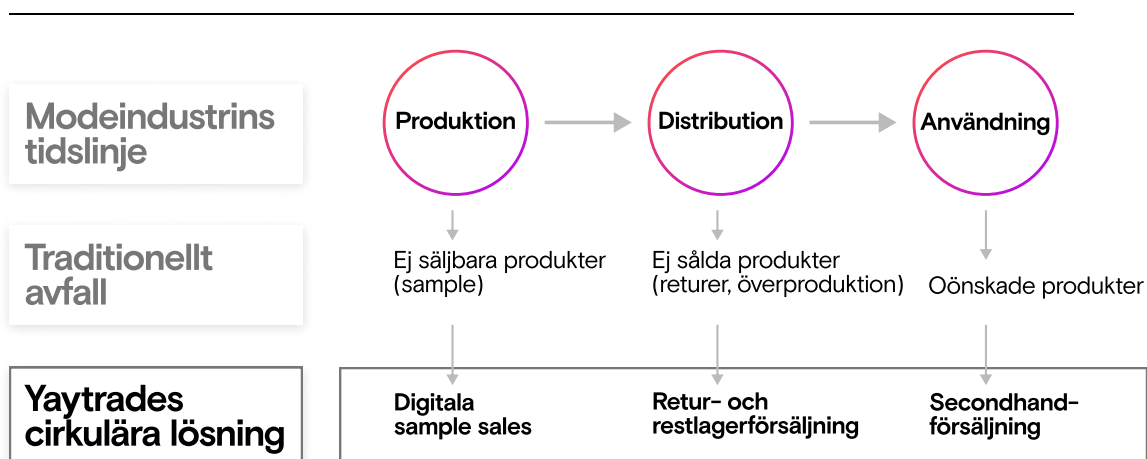 Modeindustrins
tidslinje
Produktion
Distribution
Användning
Traditionellt
avfall
Ej säljbara produkter
(sample)
Ej sålda produkter
(returer, överproduktion)
Oönskade produkter
Yaytrades
cirkulära lösning
Digitala
sample sales
Retur- och
restlagerförsäljning
Secondhand-
försäljning